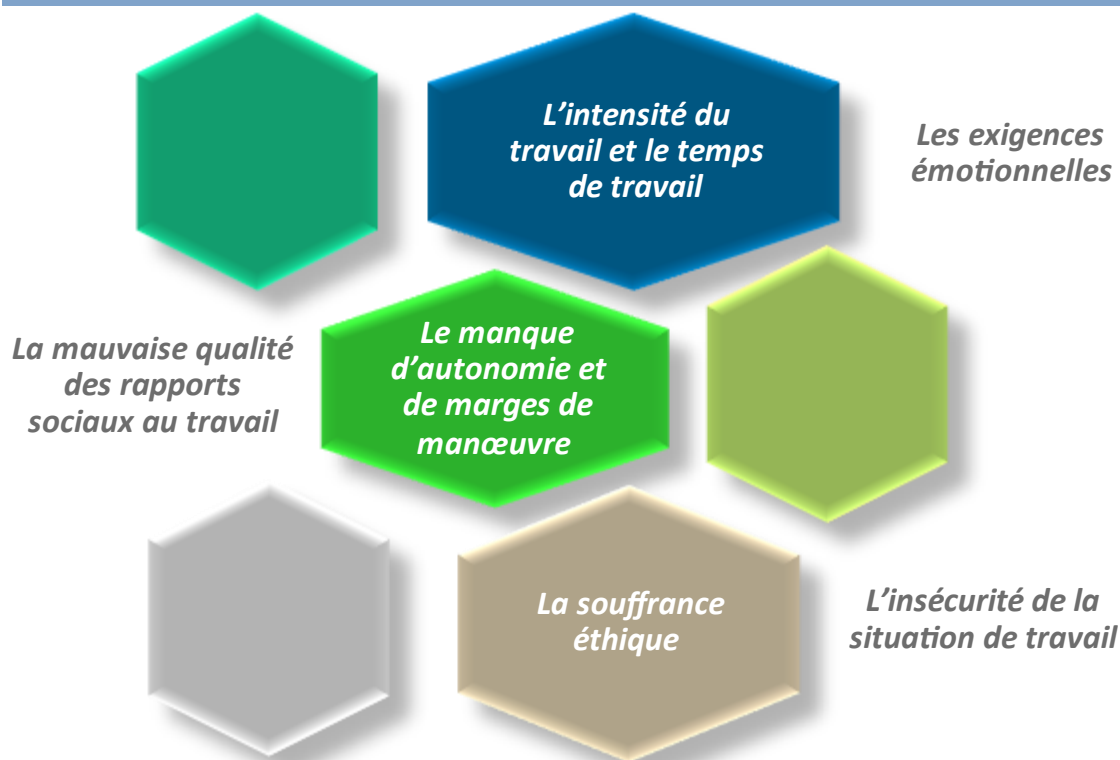 L’intensité du
travail et le temps
de travail
Les exigences
émotionnelles
La mauvaise qualité
des rapports
sociaux au travail
Le manque
d’autonomie et
de marges de
manœuvre
La souffrance
éthique
L’insécurité de la
situation de travail